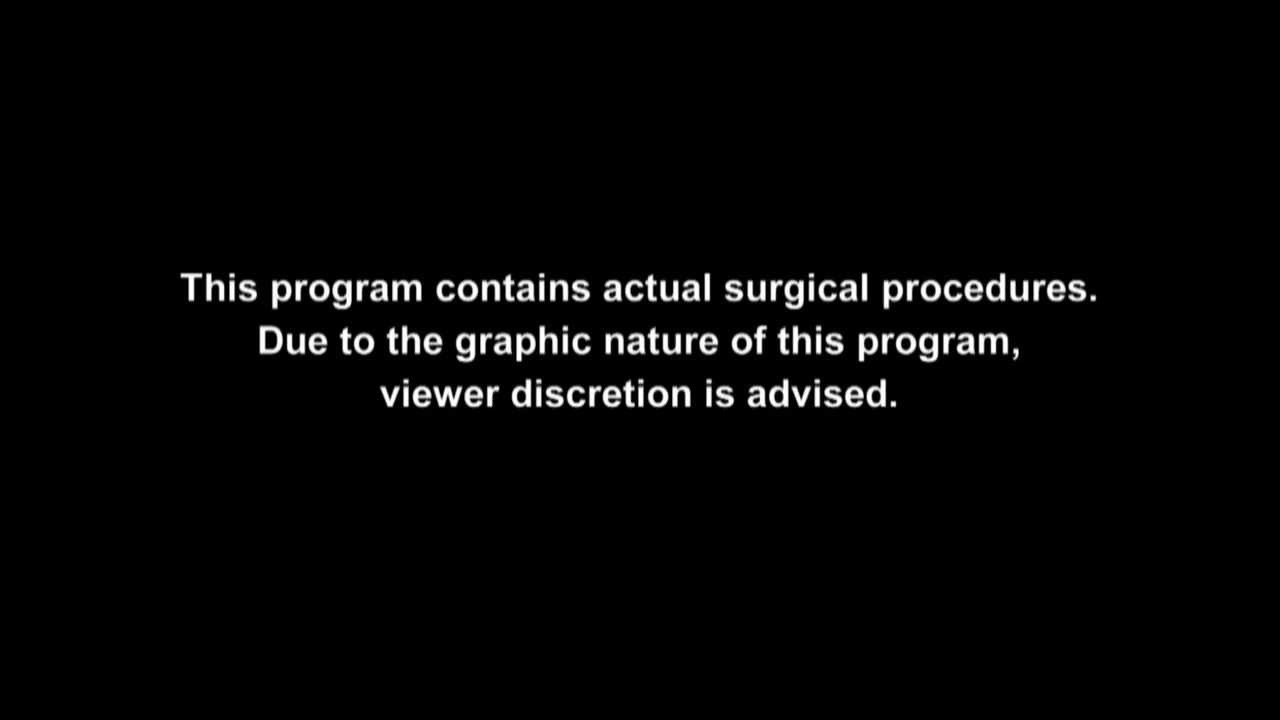 This program contains actual surgical procedures.
Due to the graphic nature of this program,
viewer discretion is advised.